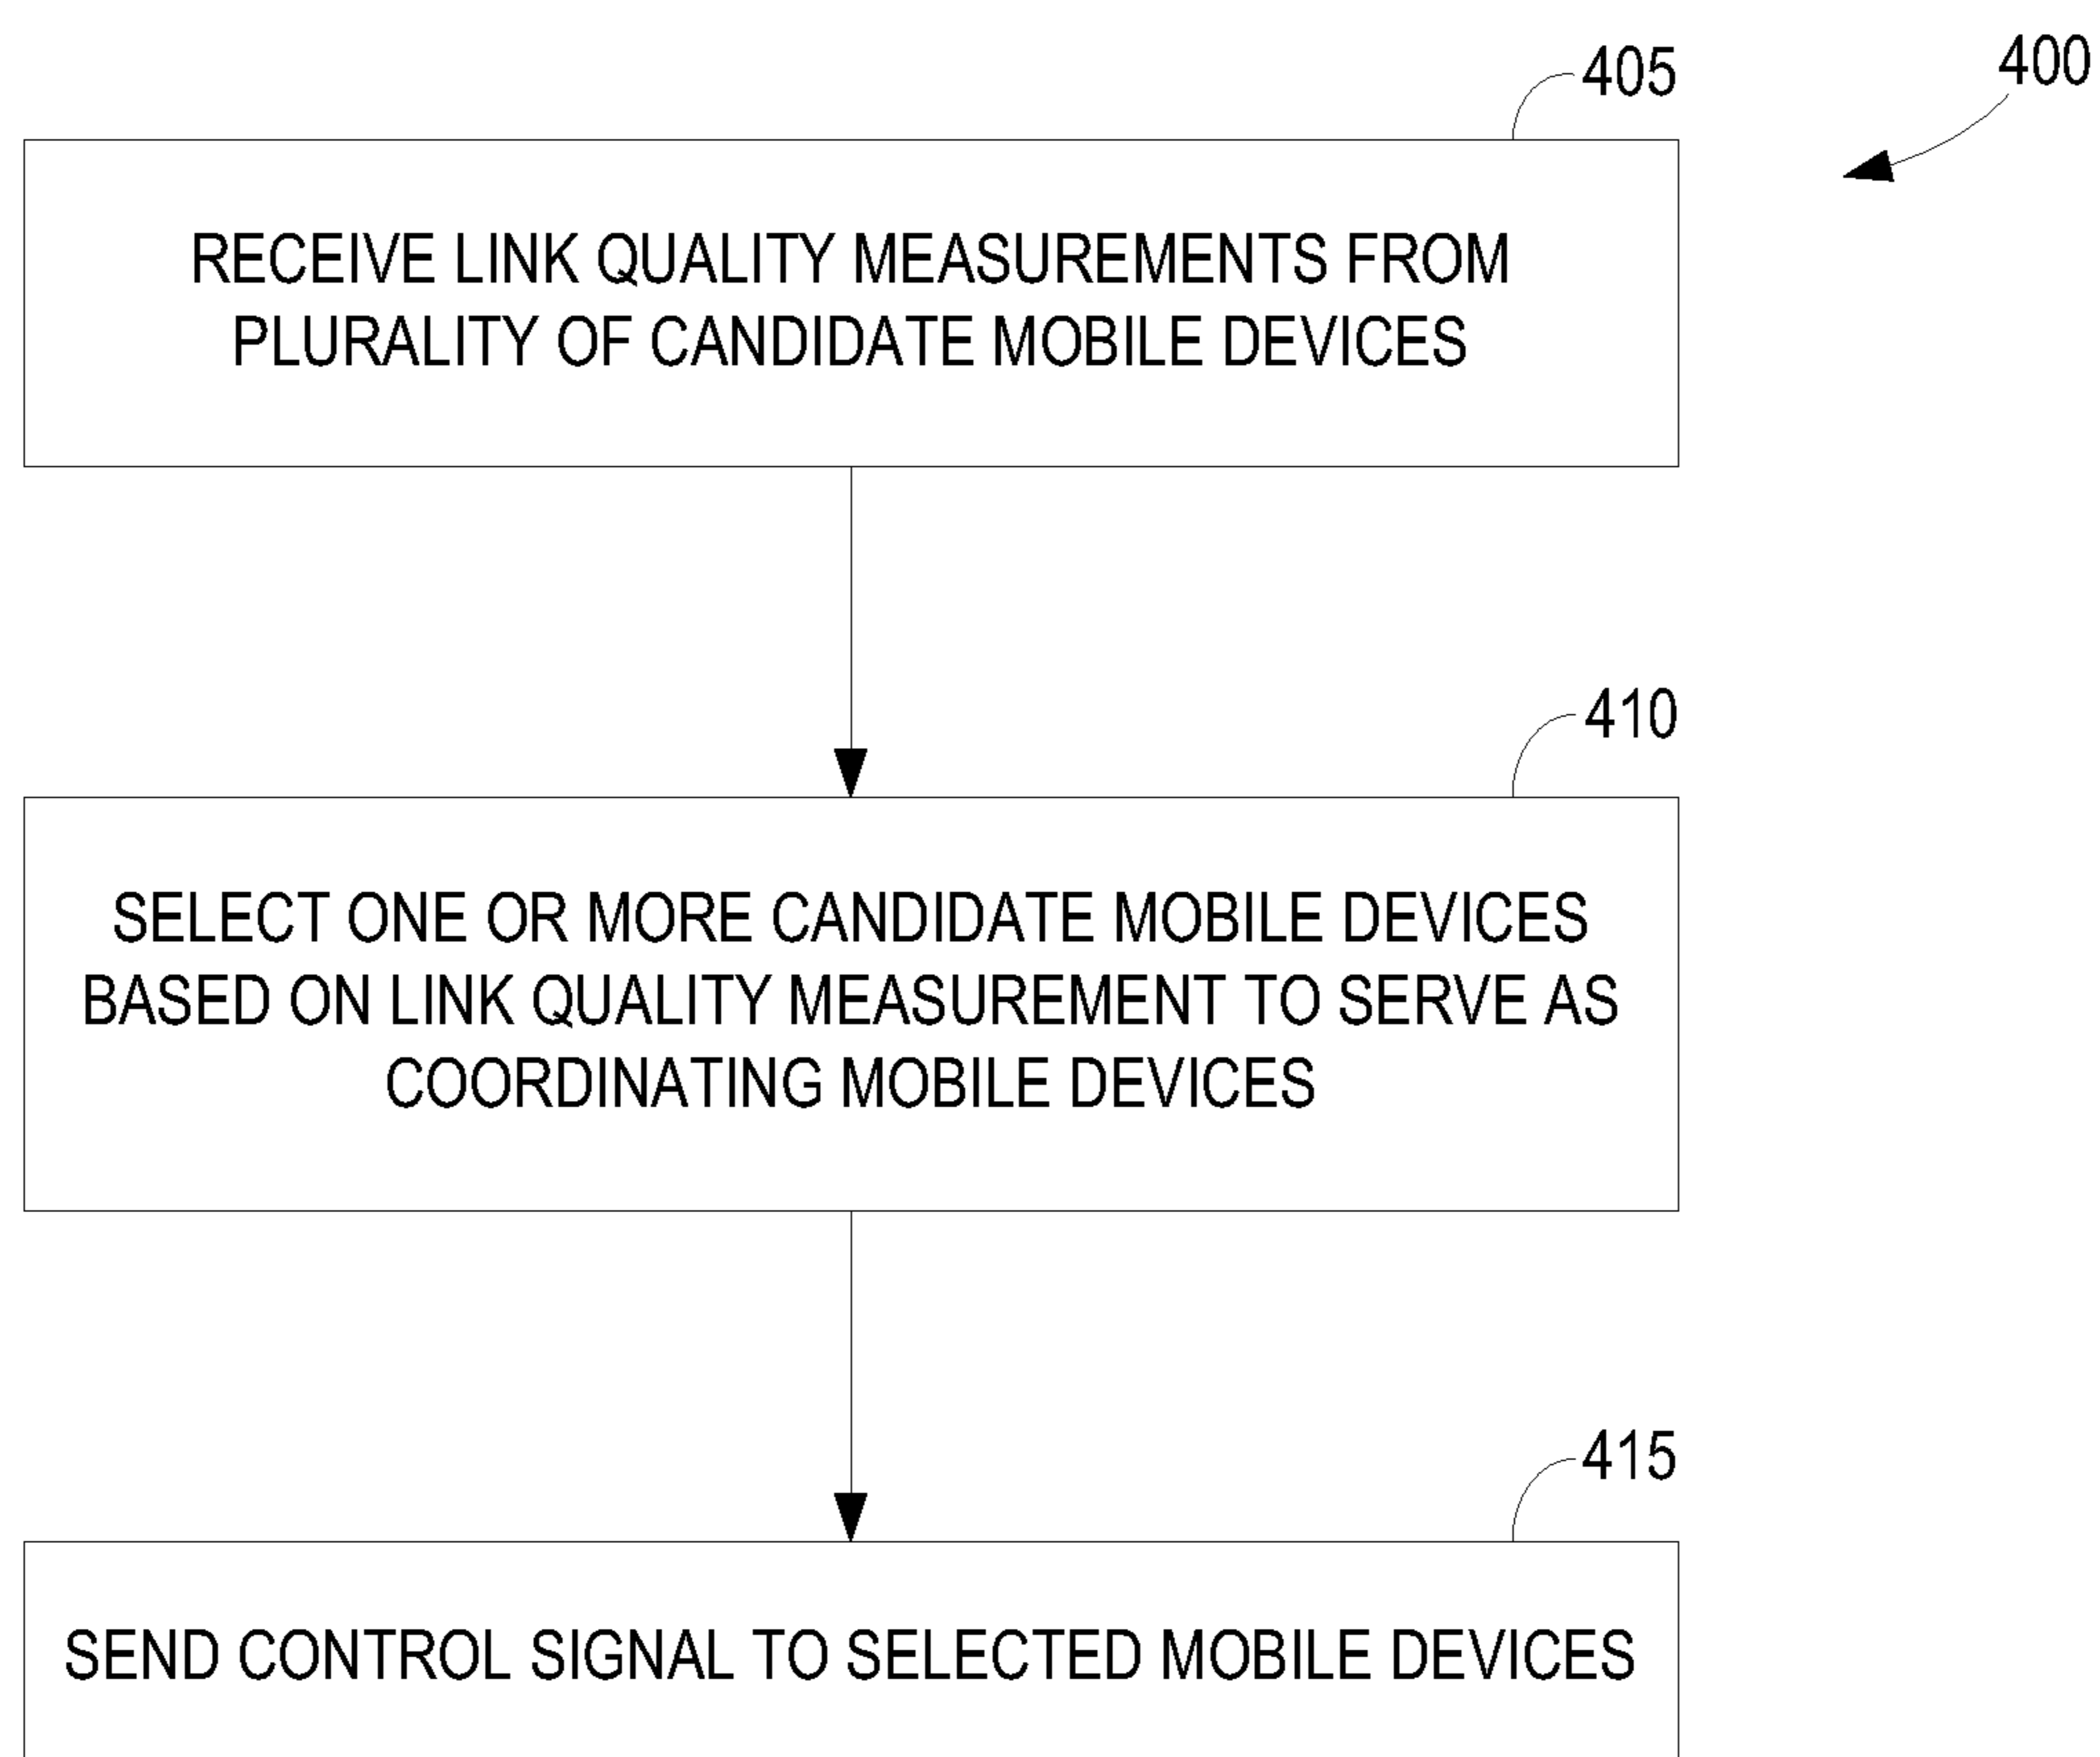 405
400
RECEIVE LINK QUALITY MEASUREMENTS FROM
PLURALITY OF CANDIDATE MOBILE DEVICES
410
SELECT ONE OR MORE CANDIDATE MOBILE DEVICES
BASED ON LINK QUALITY MEASUREMENT TO SERVE AS
COORDINATING MOBILE DEVICES
415
SEND CONTROL SIGNAL TO SELECTED MOBILE DEVICES